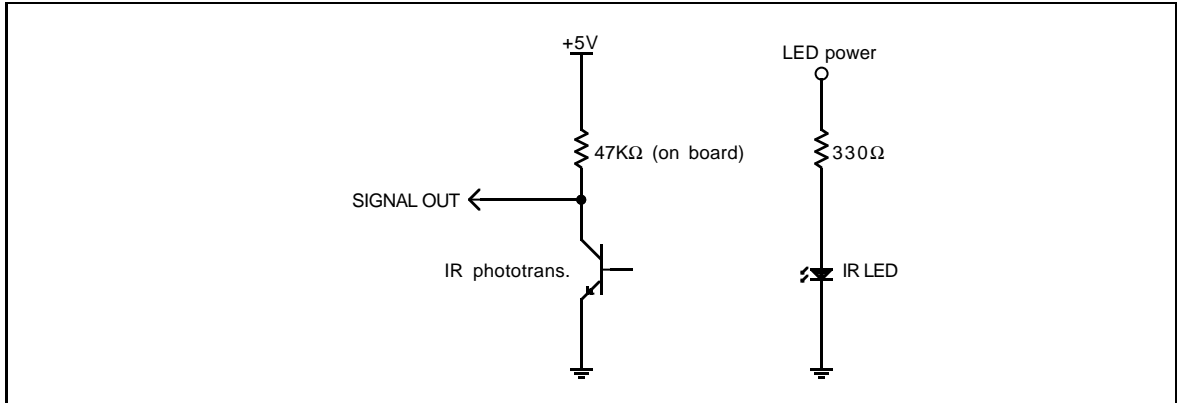 +5V
LED power
47KΩ (on board)
330Ω
SIGNAL OUT
IR phototrans.
IR LED